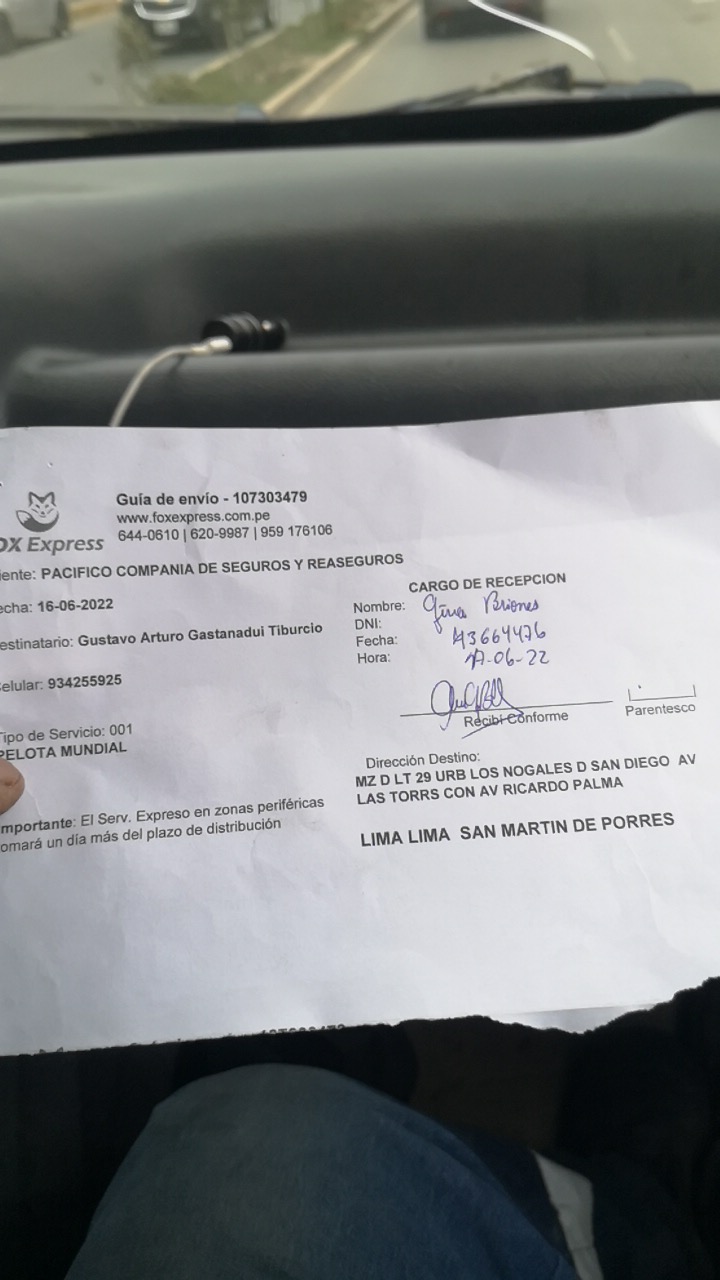 Guía de envío - 107303479
www.foxexpress.com.pe
644-0610 | 620-9987 | 959 176106
OX Express
iente: PACIFICO COMPANIA DE SEGUROS Y REASEGUROS
echa: 16-06-2022
estinatario: Gustavo Arturo Gastanadui Tiburcio
elular: 934255925
Tipo de Servicio: 001
PELOTA MUNDIAL
mportante: El Serv. Expreso en zonas periféricas
omará un día más del plazo de distribución
CARGO DE RECEPCION
Nombre: Gina Briones
DNI: 43664476
Fecha: 17-06-22
Hora:
Recibí Conforme
Parentesco
Dirección Destino:
MZ D LT 29 URB LOS NOGALES D SAN DIEGO AV
LAS TORRS CON AV RICARDO PALMA
LIMA LIMA SAN MARTIN DE PORRES